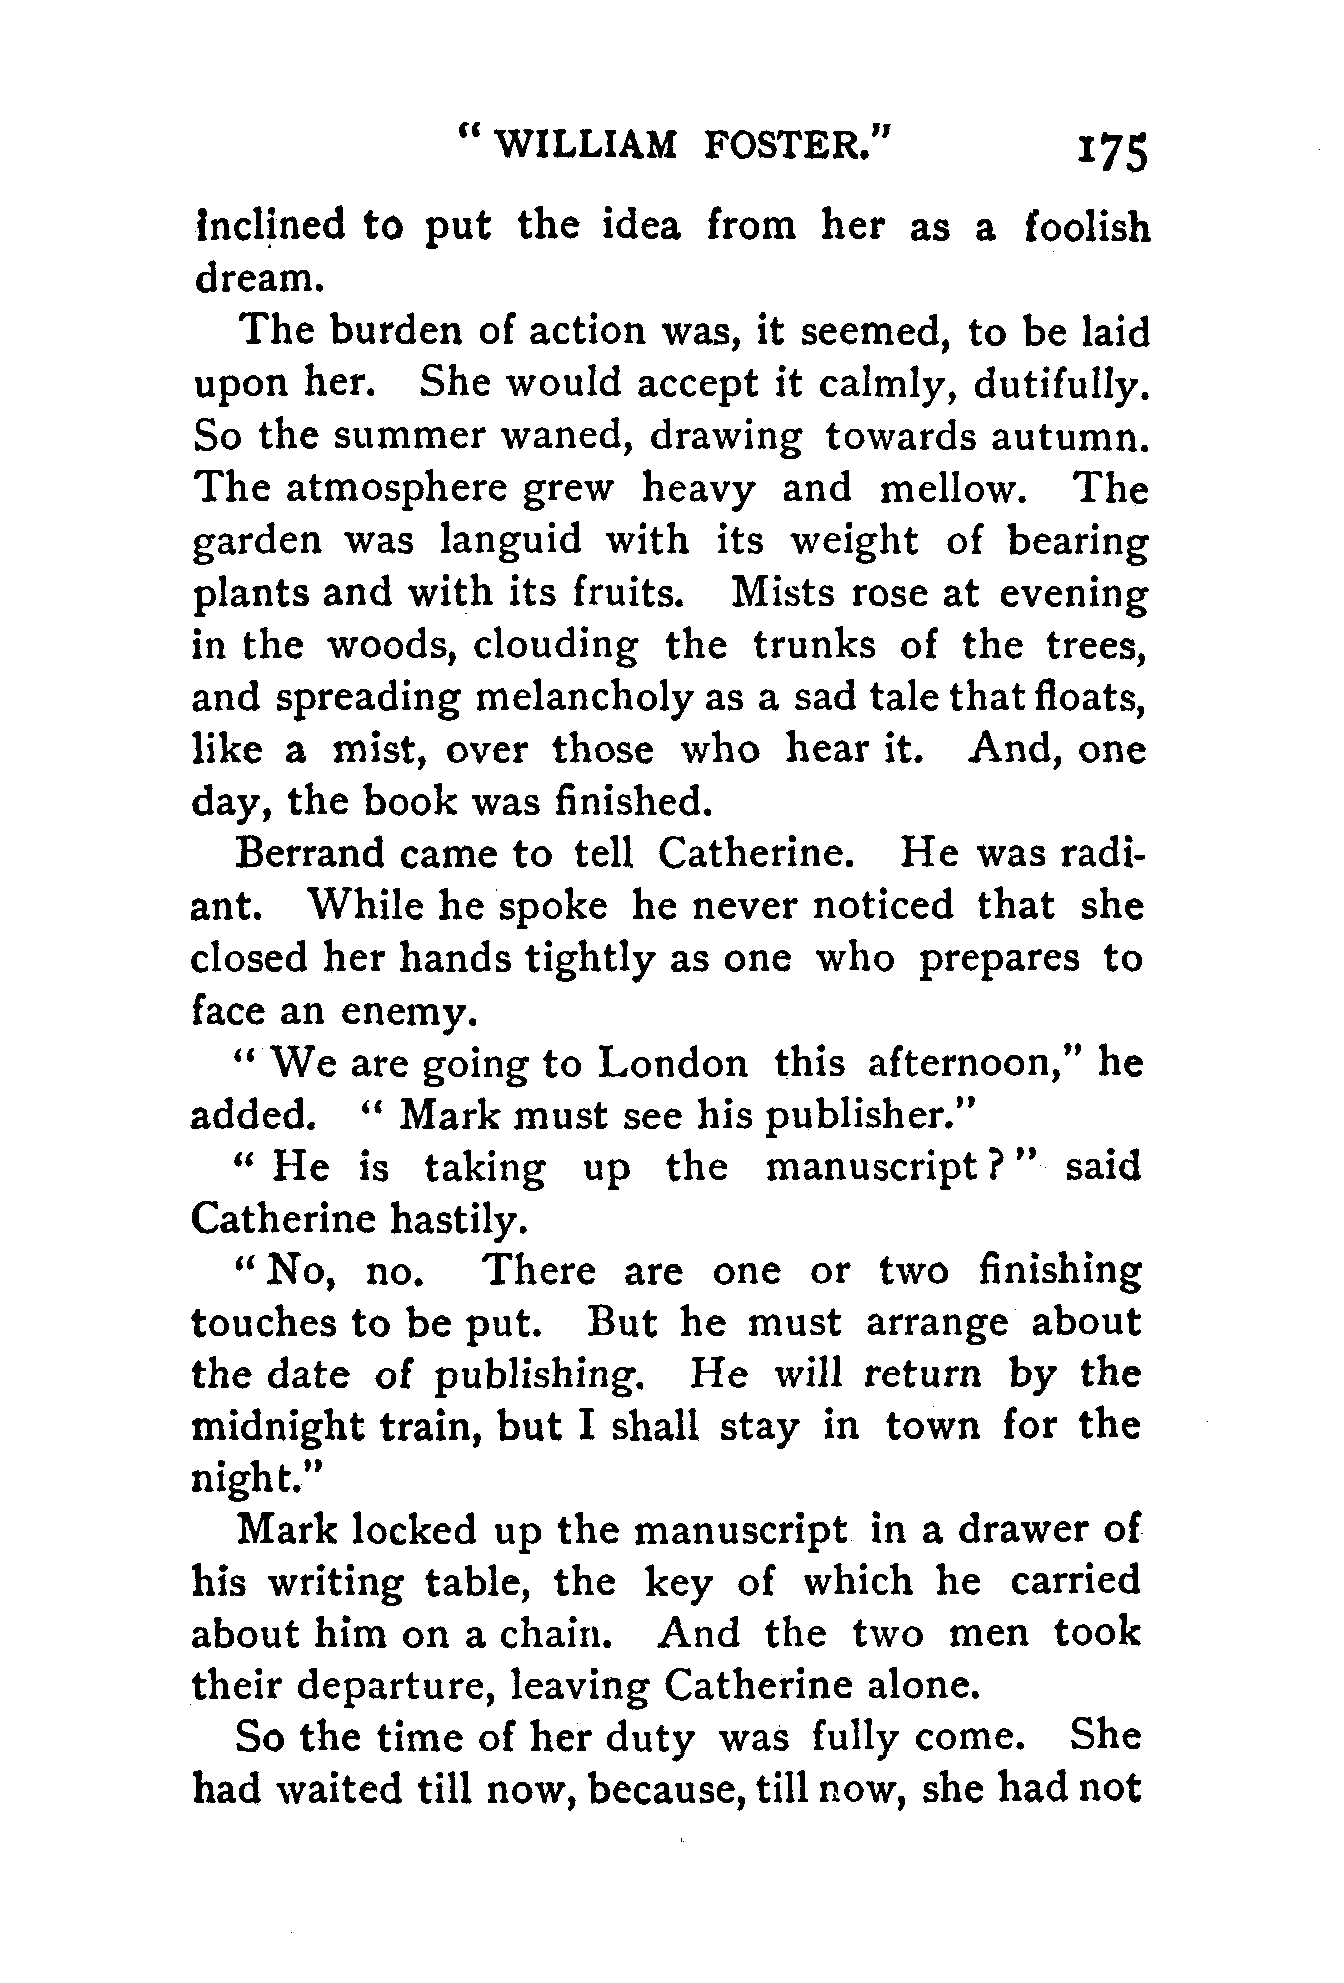 “ WILLIAM FOSTER.” 175
inclined to put the idea from her as a foolish
dream.
The burden of action was, it seemed, to be laid
upon her. She would accept it calmly, dutifully.
So the summer waned, drawing towards autumn.
The atmosphere grew heavy and mellow. The
garden was languid with its weight of bearing
plants and with its fruits. Mists rose at evening
in the woods, clouding the trunks of the trees,
and spreading melancholy as a sad tale that floats,
like a mist, over those who hear it. And, one
day, the book was finished.
Berrand came to tell Catherine. He was radi-
ant. While he spoke he never noticed that she
closed her hands tightly as one who prepares to
face an enemy.
“ We are going to London this afternoon,” he
added. “ Mark must see his publisher.”
“ He is taking up the manuscript ? ” said
Catherine hastily.
“ No, no. There are one or two finishing
touches to be put. But he must arrange about
the date of publishing. He will return by the
midnight train, but I shall stay in town for the
night.”
Mark locked up the manuscript in a drawer of
his writing table, the key of which he carried
about him on a chain. And the two men took
their departure, leaving Catherine alone.
So the time of her duty was fully come. She
had waited till now, because, till now, she had not